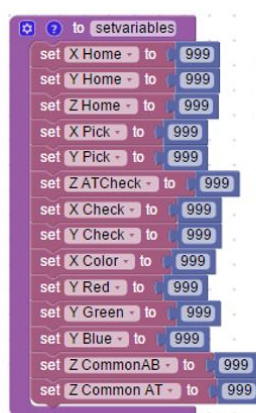 ? to setvariables
set X Home to 999
set Y Home to 999
set Z Home to 999
set X Pick to 999
set Y Pick to 999
set Z ATCheck to 999
set X Check to 999
set Y Check to 999
set X Color to 999
set Y Red to 999
set Y Green to 999
set Y Blue to 999
set Z CommonAB to 999
set Z Common AT to 999